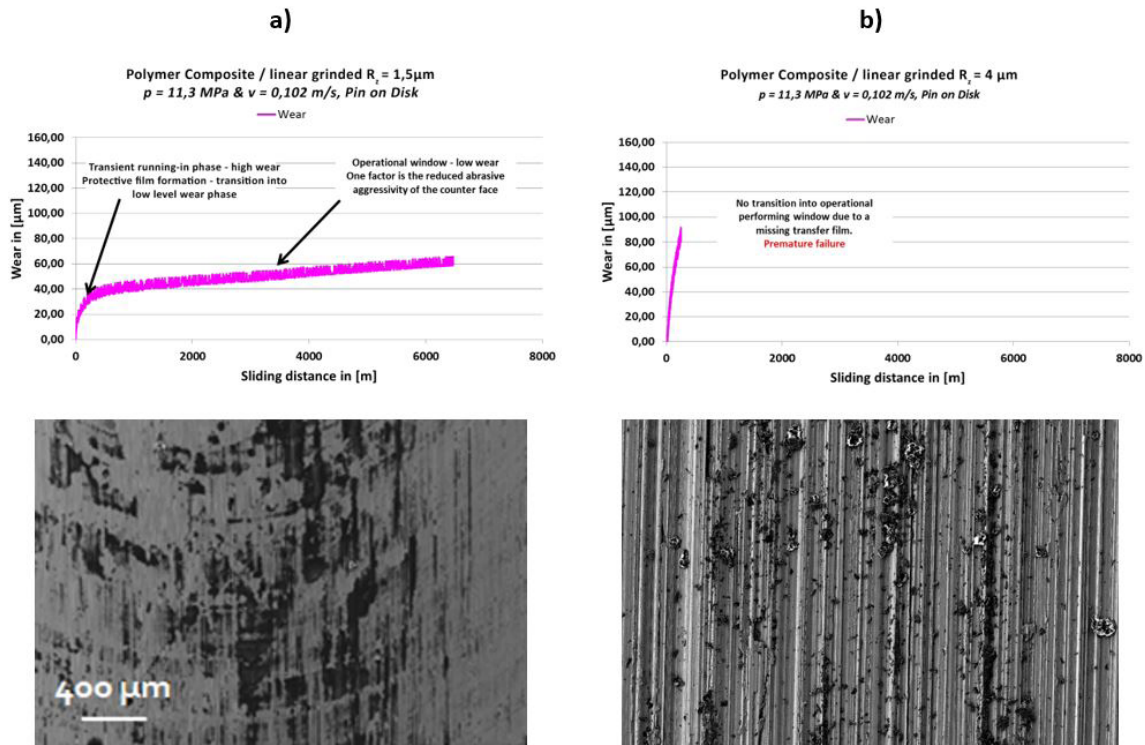 a)
Polymer Composite / linear grinded Rz = 1,5μm
p = 11,3 MPa & v = 0,102 m/s, Pin on Disk
Wear
160,00
140,00
120,00
100,00
80,00
60,00
40,00
20,00
0,00
Wear in [μm]
Transient running-in phase - high wear
Protective film formation - transition into
low level wear phase
Operational window - low wear
One factor is the reduced abrasive
aggressivity of the counter face
0
2000
4000
6000
8000
Sliding distance in [m]
400 μm
b)
Polymer Composite / linear grinded Rz = 4 μm
p = 11,3 MPa & v = 0,102 m/s, Pin on Disk
Wear
160,00
140,00
120,00
100,00
80,00
60,00
40,00
20,00
0,00
Wear in [μm]
No transition into operational
performing window due to a
missing transfer film.
Premature failure
0
2000
4000
6000
8000
Sliding distance in [m]